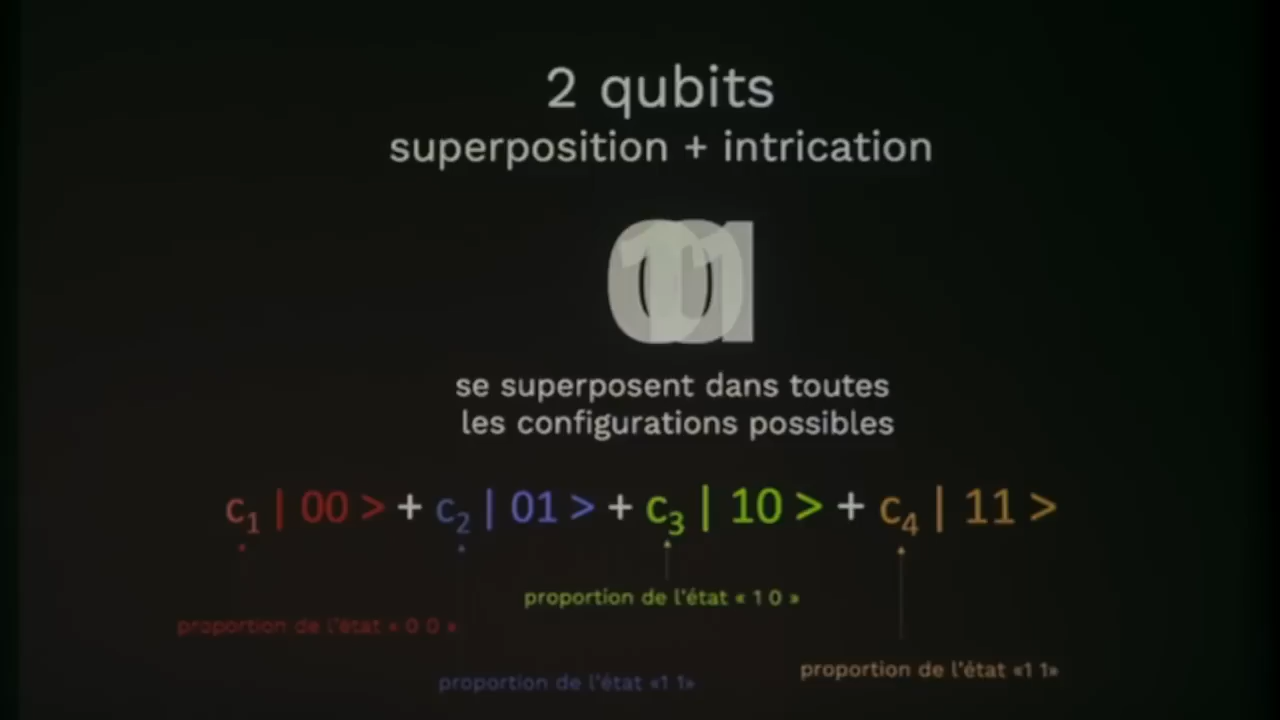 2 qubits
superposition + intrication
se superposent dans toutes
les configurations possibles
c₁ | 00 > + c₂ | 01 > + c₃ | 10 > + c₄ | 11 >
proportion de l'état « 1 0 »
proportion de l'état « 0 0 »
proportion de l'état «1 1»
proportion de l'état «1 1»